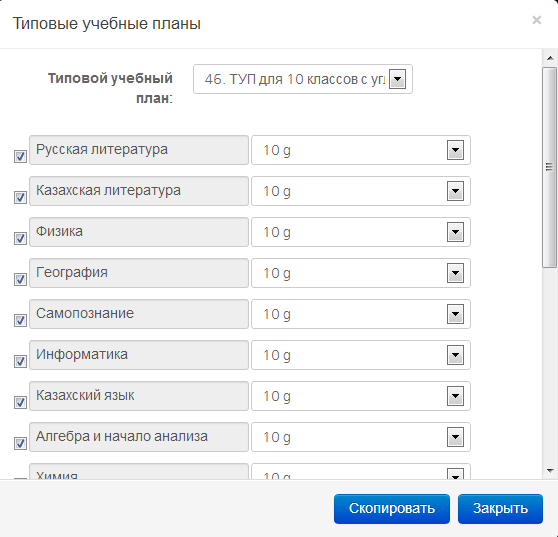 Типовые учебные планы ×
Типовой учебный 46. ТУП для 10 классов с угл
план:
Русская литература 10 g
Казахская литература 10 g
Физика 10 g
География 10 g
Самопознание 10 g
Информатика 10 g
Казахский язык 10 g
Алгебра и начало анализа 10 g
Химия 10 g
Скопировать Закрыть